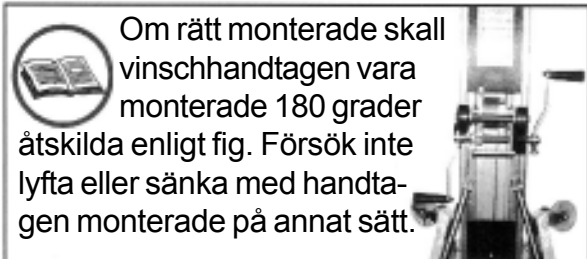 Om rätt monterade skall
vinschhandtagen vara
monterade 180 grader
åtskilda enligt fig. Försök inte
lyfta eller sänka med handta-
gen monterade på annat sätt.